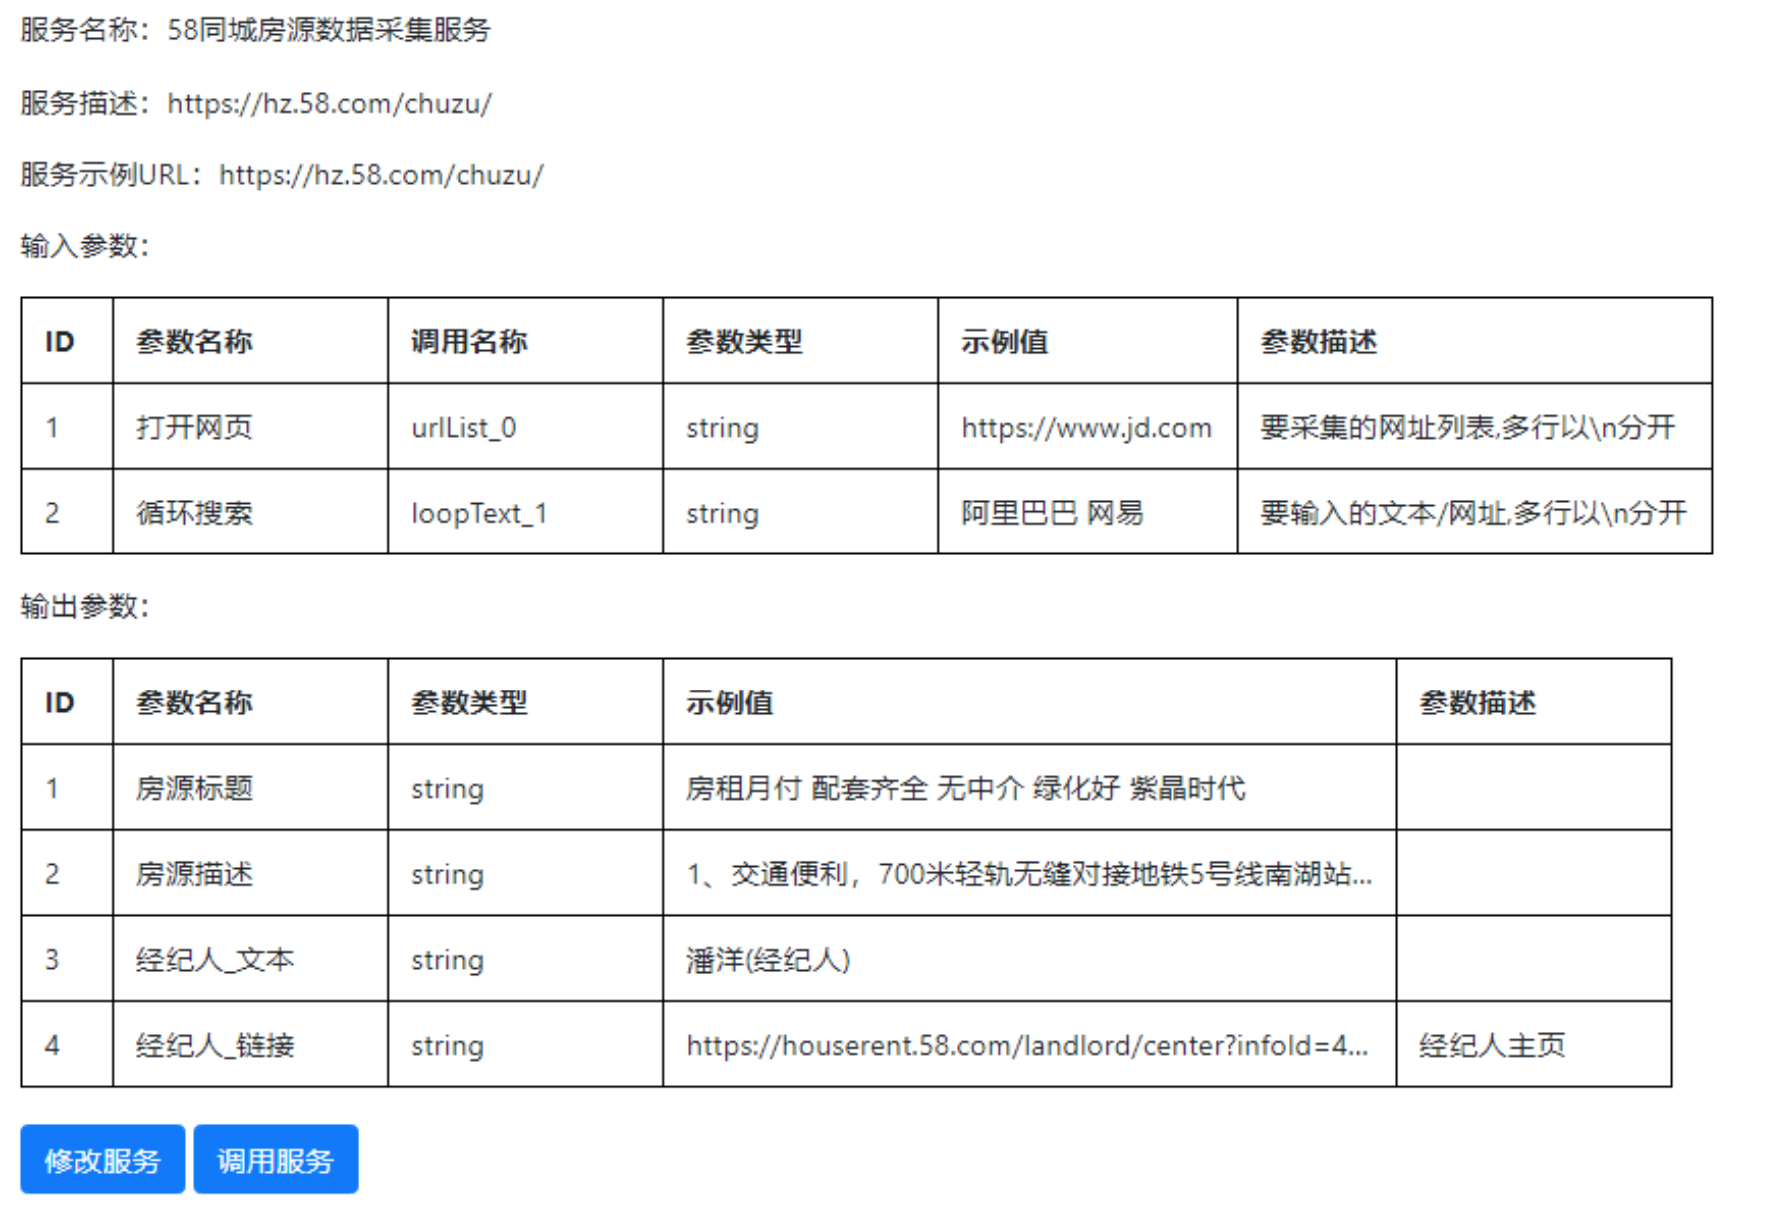 服务名称：58同城房源数据采集服务
服务描述：https://hz.58.com/chuzu/
服务示例URL：https://hz.58.com/chuzu/
输入参数：
ID 参数名称 调用名称 参数类型 示例值 参数描述
1 打开网页 urlList_0 string https://www.jd.com 要采集的网址列表,多行以\n分开
2 循环搜索 loopText_1 string 阿里巴巴 网易 要输入的文本/网址,多行以\n分开
输出参数：
ID 参数名称 参数类型 示例值 参数描述
1 房源标题 string 房租月付 配套齐全 无中介 绿化好 紫晶时代
2 房源描述 string 1、交通便利，700米轻轨无缝对接地铁5号线南湖站...
3 经纪人_文本 string 潘洋(经纪人)
4 经纪人_链接 string https://houserent.58.com/landlord/center?infoId=4... 经纪人主页
修改服务 调用服务